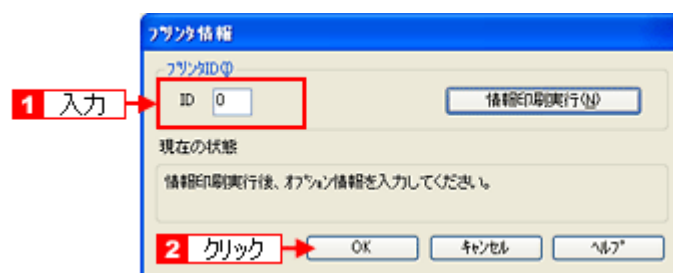 プリンタ情報
プリンタID(I)
1 入力
ID 0
情報印刷実行(N)
現在の状態
情報印刷実行後、オプション情報を入力してください。
2 クリック
OK キャンセル ヘルプ